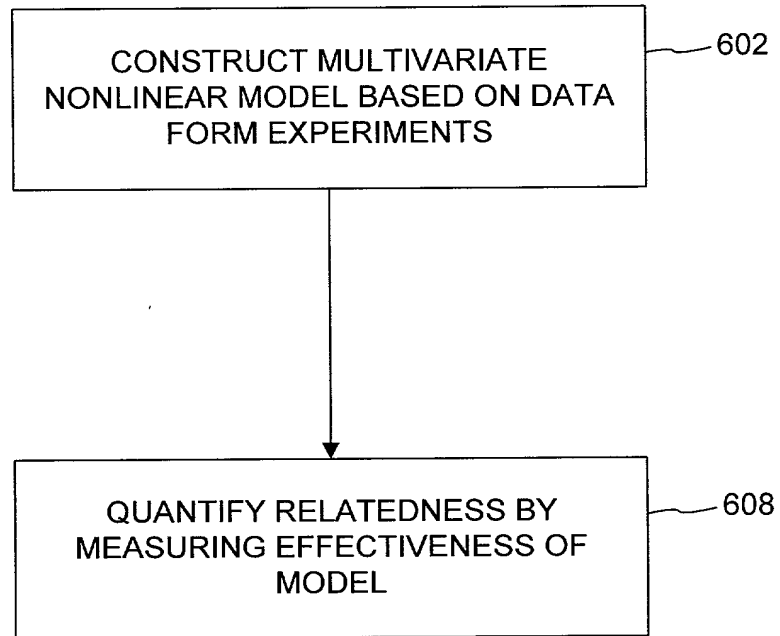 CONSTRUCT MULTIVARIATE
NONLINEAR MODEL BASED ON DATA
FORM EXPERIMENTS
602
QUANTIFY RELATEDNESS BY
MEASURING EFFECTIVENESS OF
MODEL
608